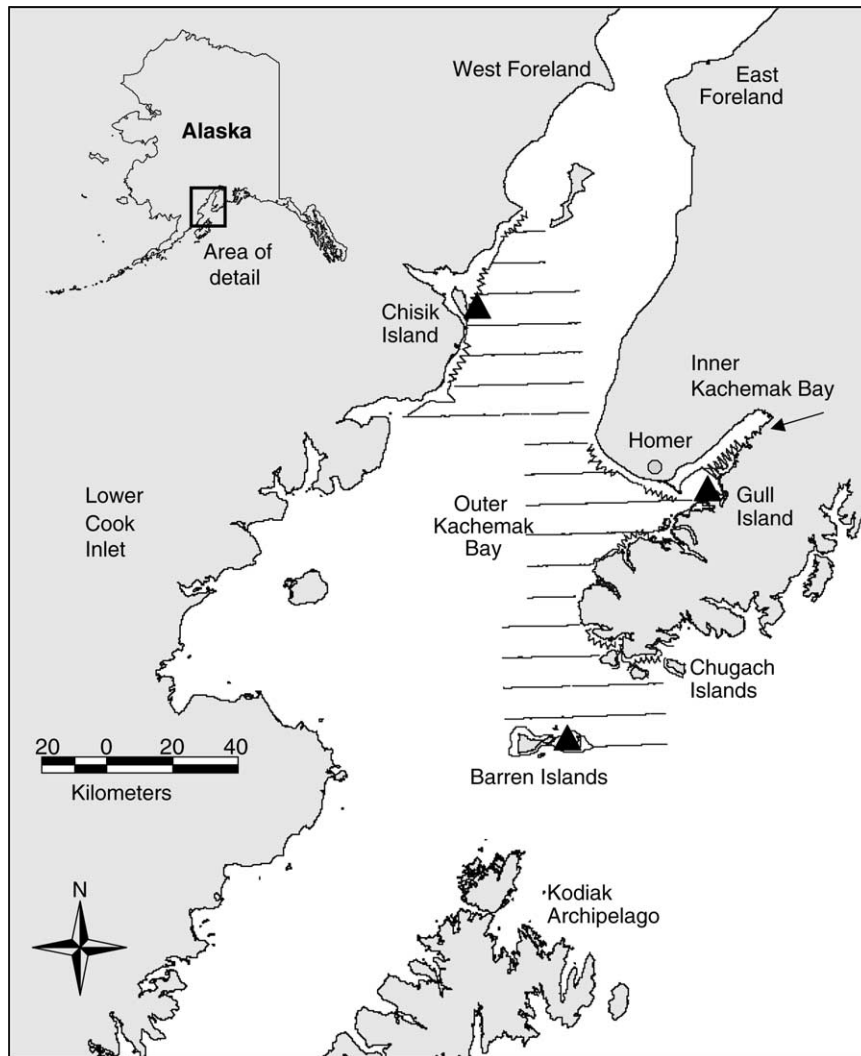 West Foreland
East
Foreland
Alaska
Area of
detail
Chisik
Island
Inner
Kachemak Bay
Homer
Lower
Cook
Inlet
Outer
Kachemak
Bay
Gull
Island
Chugach
Islands
20 0 20 40
Kilometers
Barren Islands
N
Kodiak
Archipelago